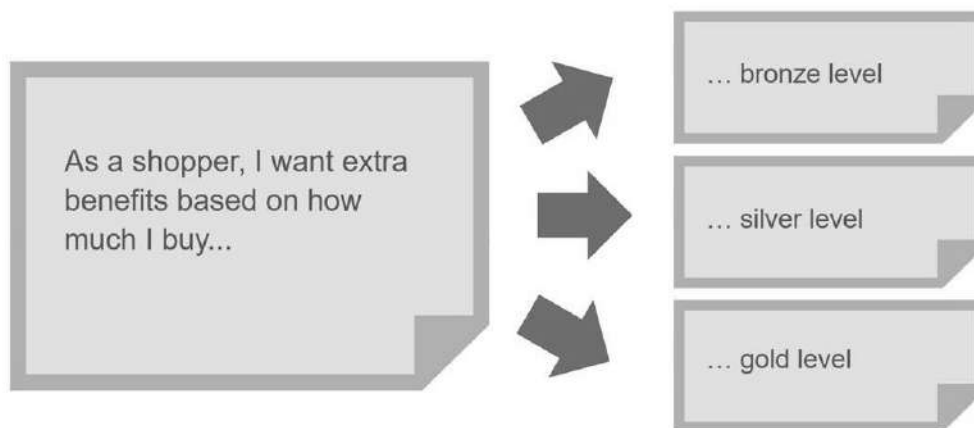 As a shopper, I want extra
benefits based on how
much I buy...
... bronze level
... silver level
... gold level